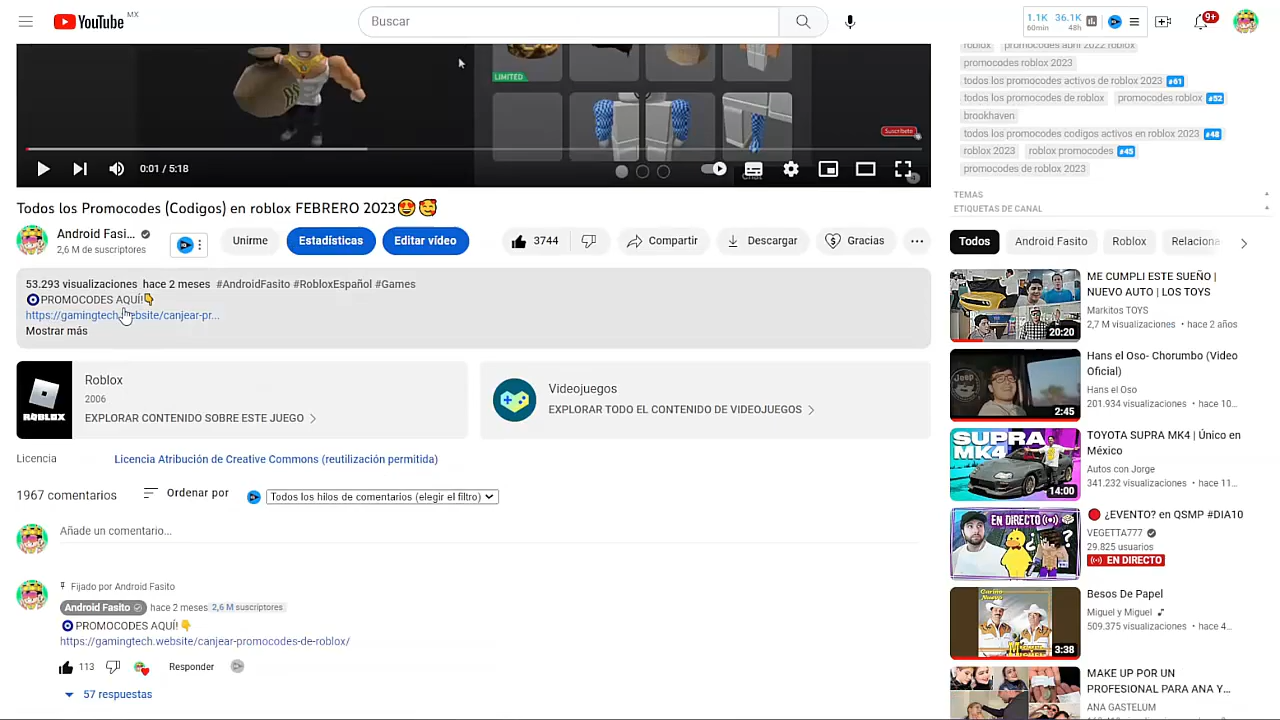 YouTube MX
Buscar
1.1K 36.1K
60min 48h
9+
LIMITED
Suscríbete
0:01 / 5:18
roblox promocodes abril 2022 roblox
promocodes roblox 2023
todos los promocodes activos de roblox 2023 #61
todos los promocodes de roblox promocodes roblox #52
brookhaven
todos los promocodes codigos activos en roblox 2023 #48
roblox 2023 roblox promocodes #45
promocodes de roblox 2023
TEMAS
ETIQUETAS DE CANAL
Todos los Promocodes (Codigos) en roblox FEBRERO 2023
Android Fasi...
2,6 M de suscriptores
Unirme
Estadísticas
Editar vídeo
3744
Compartir
Descargar
Gracias
Todos Android Fasito Roblox Relaciona
53.293 visualizaciones hace 2 meses #AndroidFasito #RobloxEspañol #Games
PROMOCODES AQUÍ!
https://gamingtech.website/canjear-pr...
Mostrar más
Roblox
2006
EXPLORAR CONTENIDO SOBRE ESTE JUEGO
ROBLOX
Videojuegos
EXPLORAR TODO EL CONTENIDO DE VIDEOJUEGOS
Licencia Licencia Atribución de Creative Commons (reutilización permitida)
1967 comentarios Ordenar por Todos los hilos de comentarios (elegir el filtro)
Añade un comentario...
Fijado por Android Fasito
Android Fasito hace 2 meses 2,6 M suscriptores
PROMOCODES AQUÍ!
https://gamingtech.website/canjear-promocodes-de-roblox/
113 Responder
57 respuestas
ME CUMPLI ESTE SUEÑO |
NUEVO AUTO | LOS TOYS
Markitos TOYS
2,7 M visualizaciones • hace 2 años
20:20
Hans el Oso- Chorumbo (Video
Oficial)
Hans el Oso
201.934 visualizaciones • hace 10...
Jeep
2:45
TOYOTA SUPRA MK4 | Único en
México
Autos con Jorge
341.232 visualizaciones • hace 11...
SUPRA
MK4
14:00
¿EVENTO? en QSMP #DIA10
VEGETTA777
29.825 usuarios
EN DIRECTO
EN DIRECTO
Besos De Papel
Miguel y Miguel
509.375 visualizaciones • hace 4...
3:38
MAKE UP POR UN
PROFESIONAL PARA ANA Y...
ANA GASTELUM